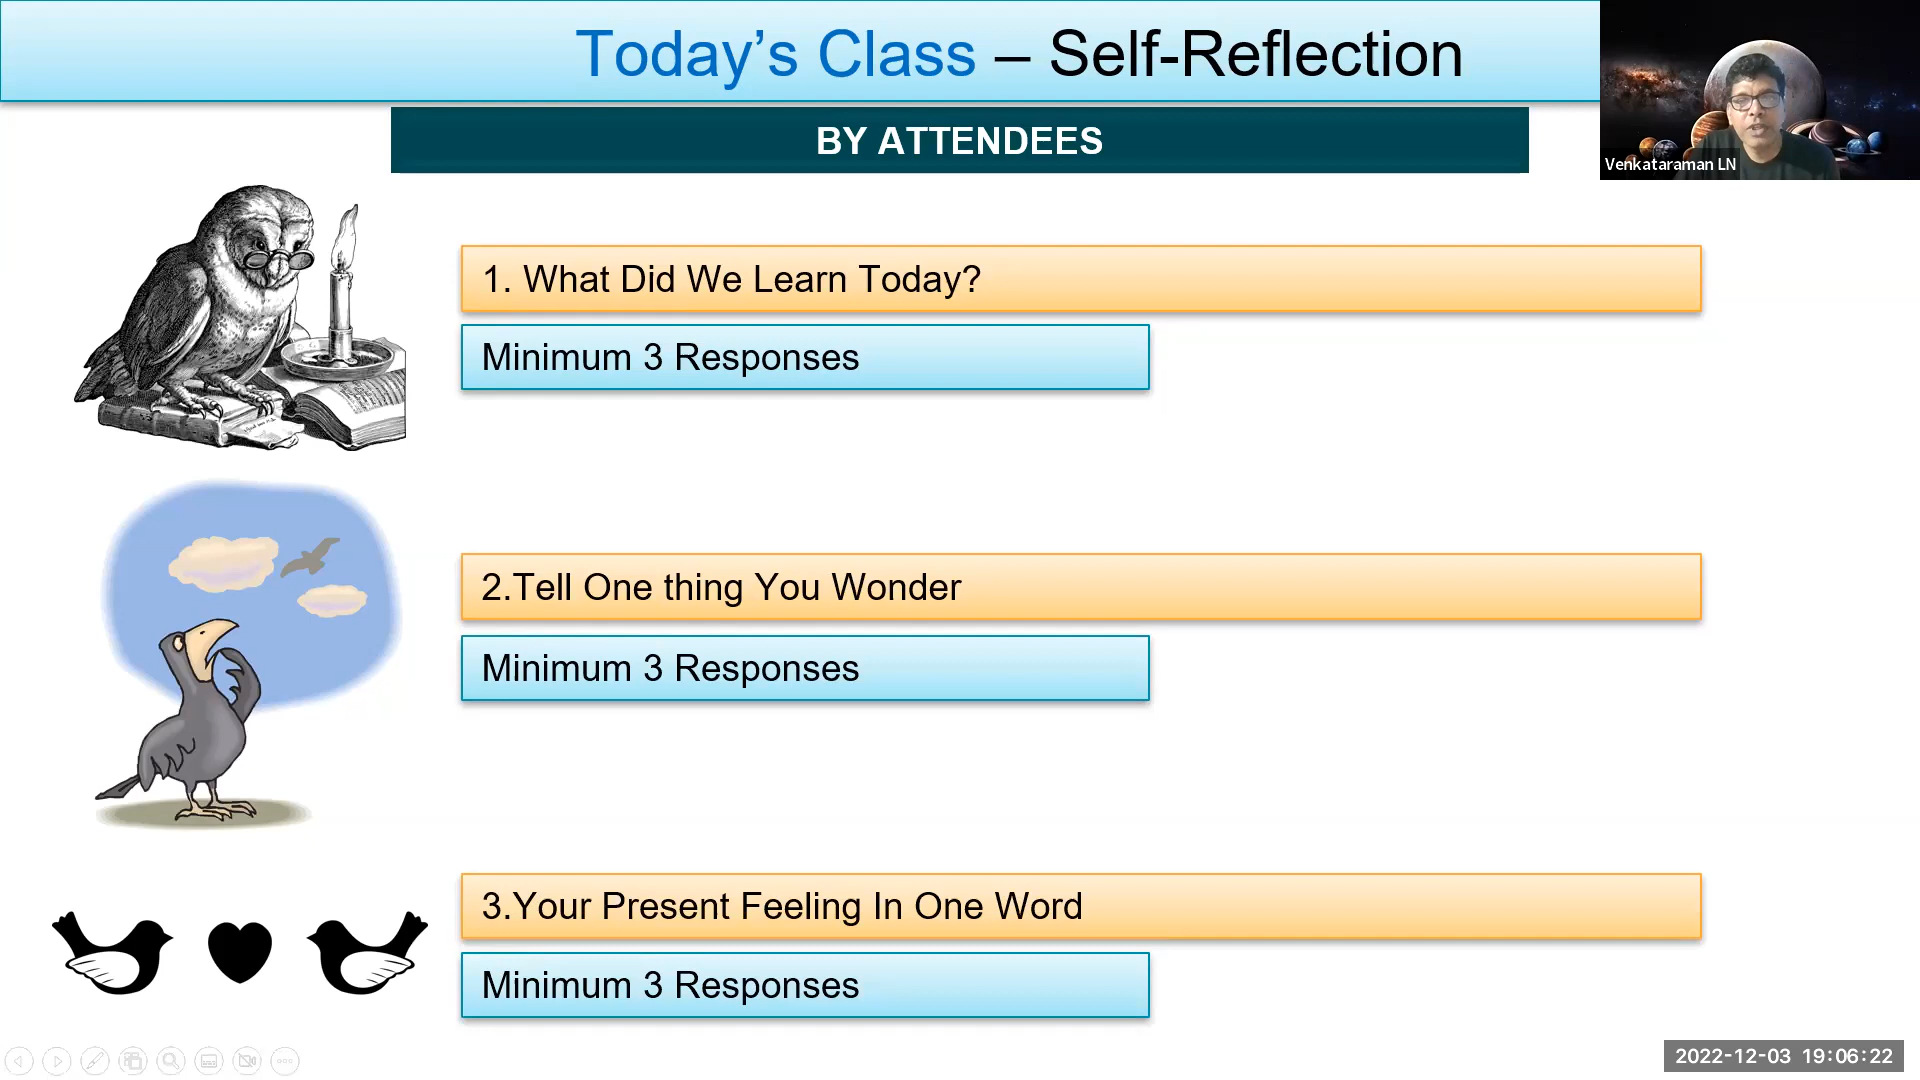 Today’s Class – Self-Reflection
Venkataraman LN
BY ATTENDEES
1. What Did We Learn Today?
Minimum 3 Responses
2.Tell One thing You Wonder
Minimum 3 Responses
3.Your Present Feeling In One Word
Minimum 3 Responses
2022-12-03 19:06:22